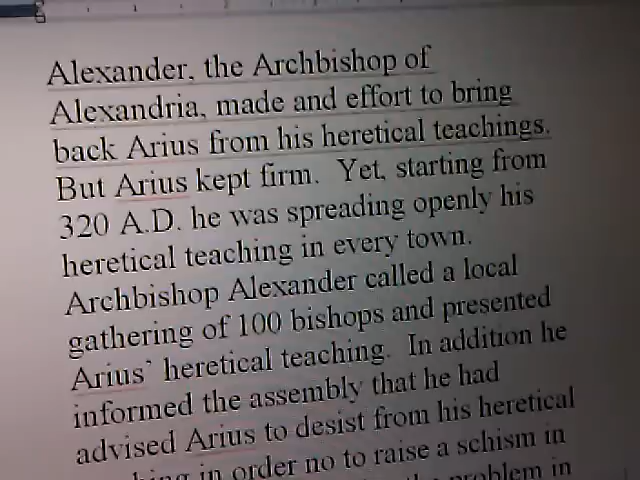 Alexander, the Archbishop of
Alexandria, made and effort to bring
back Arius from his heretical teachings.
But Arius kept firm. Yet, starting from
320 A.D. he was spreading openly his
heretical teaching in every town.
Archbishop Alexander called a local
gathering of 100 bishops and presented
Arius` heretical teaching. In addition he
informed the assembly that he had
advised Arius to desist from his heretical
in order no to raise a schism in
problem in